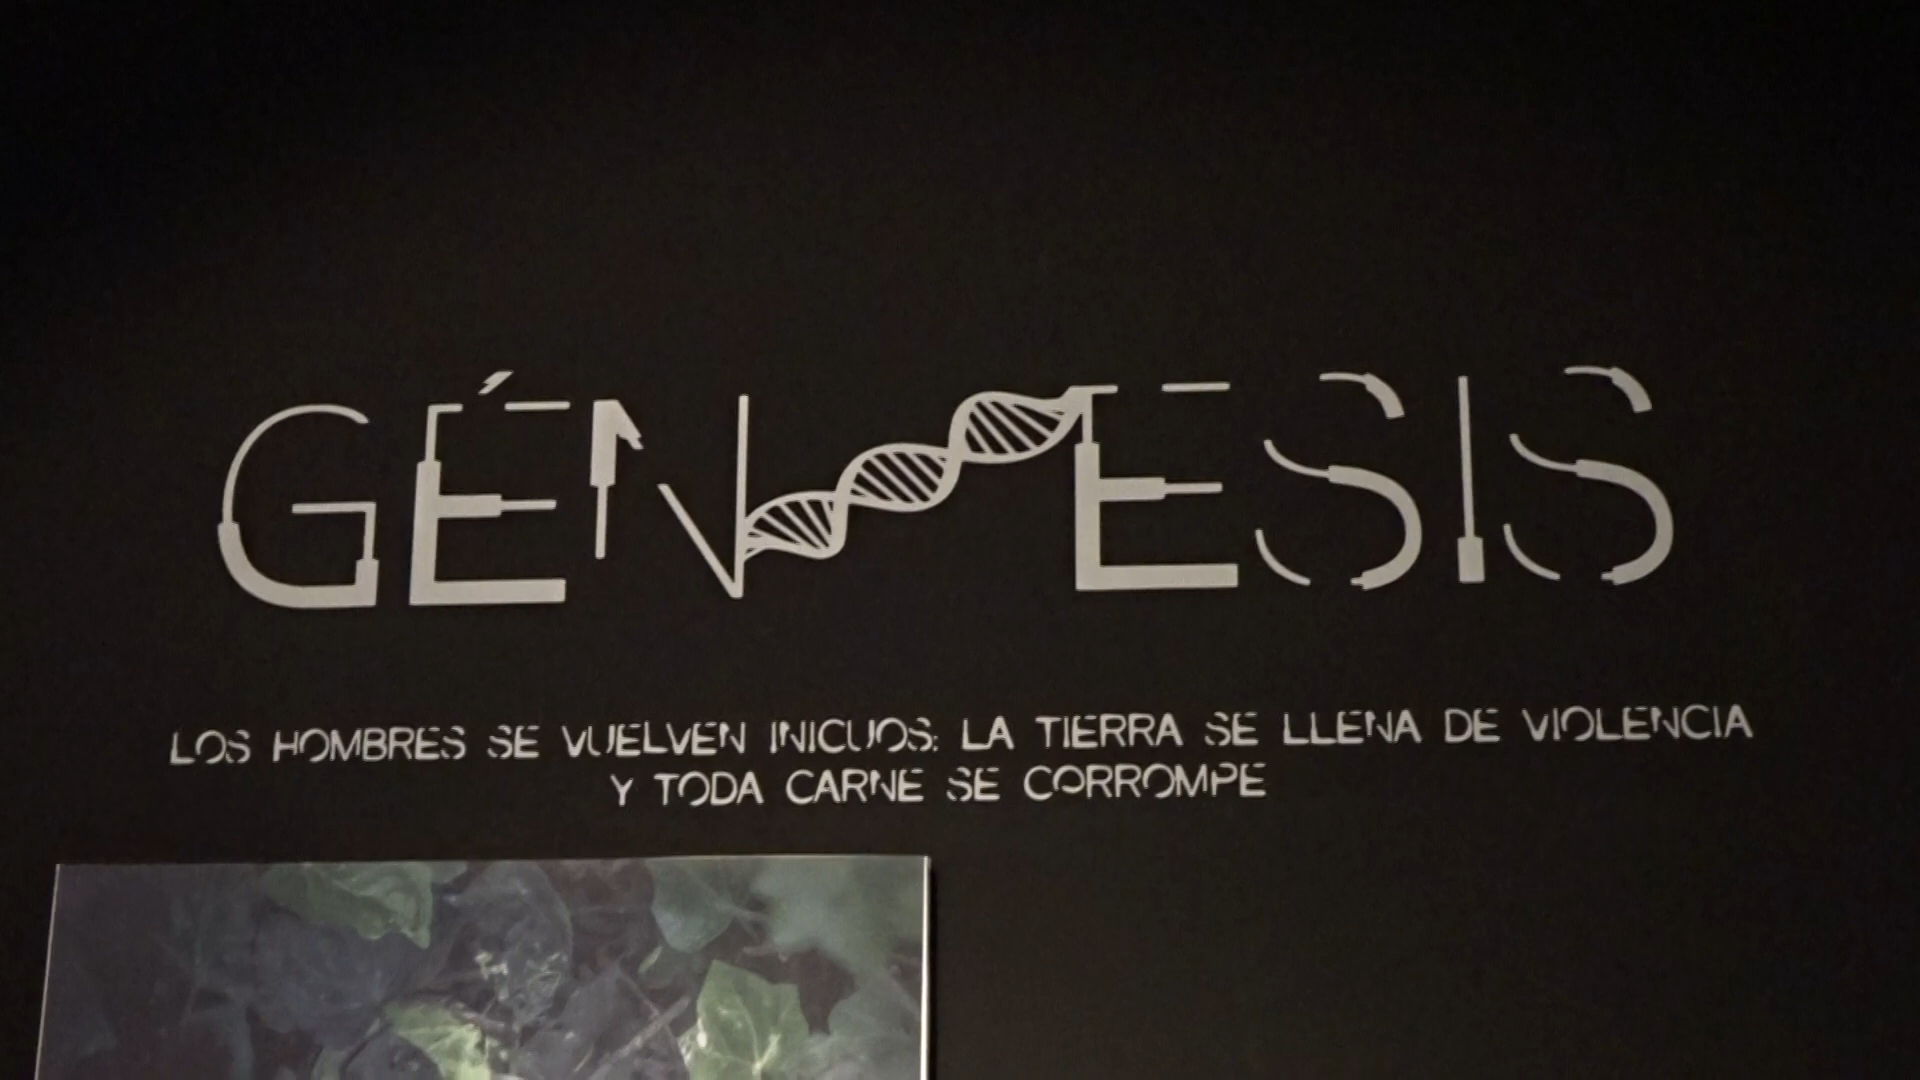 GÉNESIS
LOS HOMBRES SE VUELVEN INICUOS: LA TIERRA SE LLENA DE VIOLENCIA
Y TODA CARNE SE CORROMPE